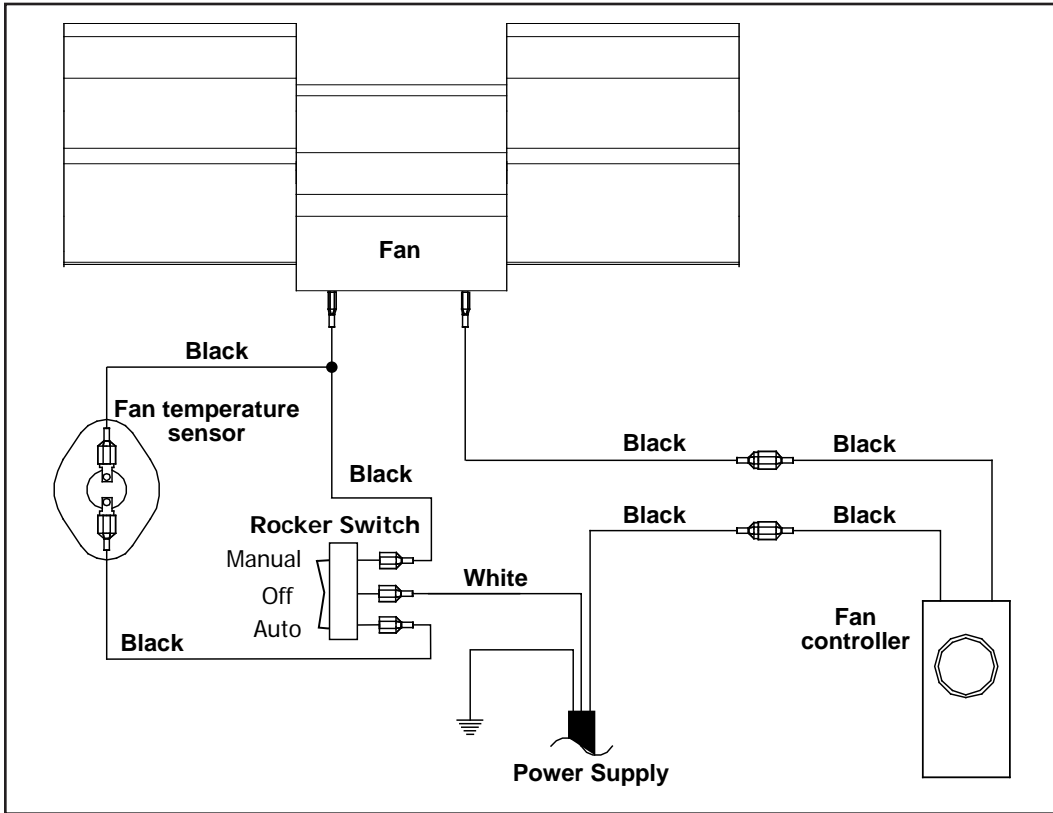 Fan
Black
Fan temperature
sensor
Black
Black
Black
Rocker Switch
Black
Black
Manual
White
Off
Auto
Fan
controller
Black
Power Supply